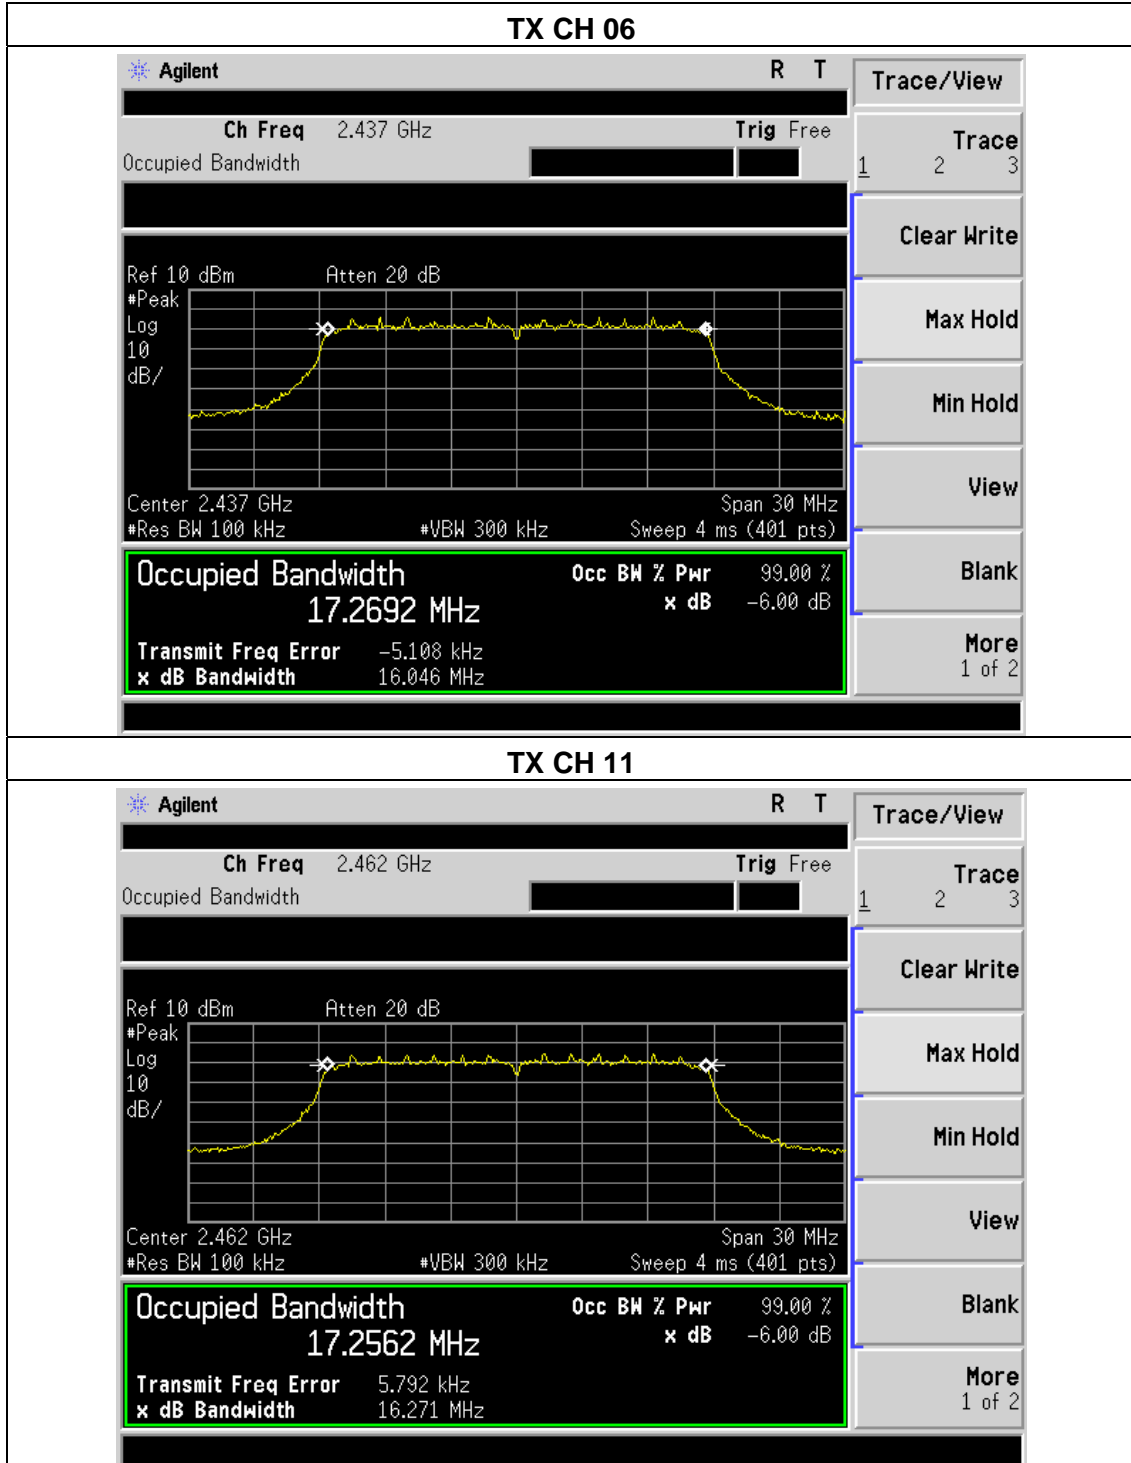 TX CH 06
Agilent R T
Trace/View
Ch Freq 2.437 GHz Trig Free
Occupied Bandwidth
Trace
1 2 3
Clear Write
Ref 10 dBm Atten 20 dB
#Peak
Log
10
dB/
Max Hold
Min Hold
View
Center 2.437 GHz Span 30 MHz
#Res BW 100 kHz #VBW 300 kHz Sweep 4 ms (401 pts)
Occupied Bandwidth Occ BW % Pwr 99.00 %
17.2692 MHz x dB -6.00 dB
Blank
Transmit Freq Error -5.108 kHz
x dB Bandwidth 16.046 MHz
More
1 of 2
TX CH 11
Agilent R T
Trace/View
Ch Freq 2.462 GHz Trig Free
Occupied Bandwidth
Trace
1 2 3
Clear Write
Ref 10 dBm Atten 20 dB
#Peak
Log
10
dB/
Max Hold
Min Hold
View
Center 2.462 GHz Span 30 MHz
#Res BW 100 kHz #VBW 300 kHz Sweep 4 ms (401 pts)
Occupied Bandwidth Occ BW % Pwr 99.00 %
17.2562 MHz x dB -6.00 dB
Blank
Transmit Freq Error 5.792 kHz
x dB Bandwidth 16.271 MHz
More
1 of 2